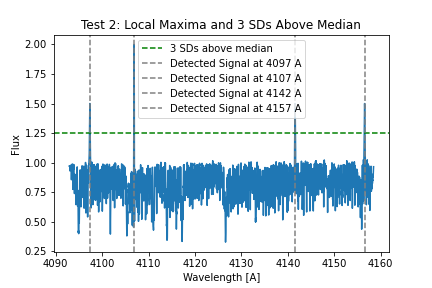 Test 2: Local Maxima and 3 SDs Above Median
2.00
1.75
1.50
1.25
1.00
0.75
0.50
0.25
Flux
3 SDs above median
Detected Signal at 4097 A
Detected Signal at 4107 A
Detected Signal at 4142 A
Detected Signal at 4157 A
4090 4100 4110 4120 4130 4140 4150 4160
Wavelength [A]